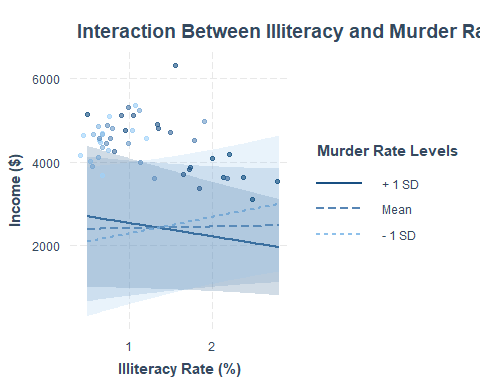 Interaction Between Illiteracy and Murder Ra
6000
4000
2000
Income ($)
1
2
Illiteracy Rate (%)
Murder Rate Levels
+ 1 SD
Mean
- 1 SD